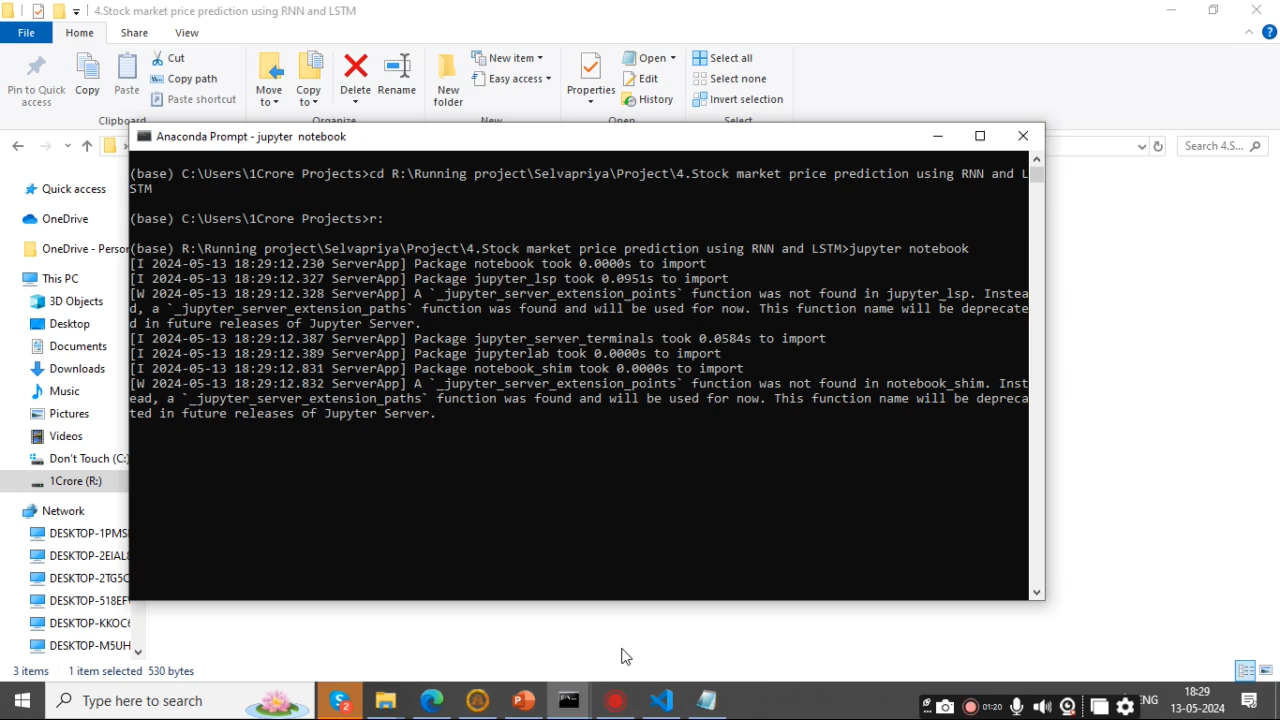 4.Stock market price prediction using RNN and LSTM
File Home Share View
Pin to Quick access
Copy
Paste
Cut
Copy path
Paste shortcut
Clipboard
Move to
Copy to
Delete
Rename
Organize
New folder
New item
Easy access
New
Properties
Open
Edit
History
Open
Select all
Select none
Invert selection
Select
Search 4.S...
Anaconda Prompt - jupyter notebook
(base) C:\Users\1Crore Projects>cd R:\Running project\Selvapriya\Project\4.Stock market price prediction using RNN and L
STM
(base) C:\Users\1Crore Projects>r:
(base) R:\Running project\Selvapriya\Project\4.Stock market price prediction using RNN and LSTM>jupyter notebook
[I 2024-05-13 18:29:12.230 ServerApp] Package notebook took 0.0000s to import
[I 2024-05-13 18:29:12.327 ServerApp] Package jupyter_lsp took 0.0951s to import
[W 2024-05-13 18:29:12.328 ServerApp] A `_jupyter_server_extension_points` function was not found in jupyter_lsp. Instea
d, a `_jupyter_server_extension_paths` function was found and will be used for now. This function name will be deprecate
d in future releases of Jupyter Server.
[I 2024-05-13 18:29:12.387 ServerApp] Package jupyter_server_terminals took 0.0584s to import
[I 2024-05-13 18:29:12.389 ServerApp] Package jupyterlab took 0.0000s to import
[I 2024-05-13 18:29:12.831 ServerApp] Package notebook_shim took 0.0000s to import
[W 2024-05-13 18:29:12.832 ServerApp] A `_jupyter_server_extension_points` function was not found in notebook_shim. Inst
ead, a `_jupyter_server_extension_paths` function was found and will be used for now. This function name will be depreca
ted in future releases of Jupyter Server.
Quick access
OneDrive
OneDrive - Person
This PC
3D Objects
Desktop
Documents
Downloads
Music
Pictures
Videos
Don't Touch (C:)
1Crore (R:)
Network
DESKTOP-1PMS
DESKTOP-2EIAL
DESKTOP-2TG5C
DESKTOP-518EF
DESKTOP-KKOC
DESKTOP-M5UH
3 items 1 item selected 530 bytes
Type here to search
01:20
ENG
18:29
13-05-2024